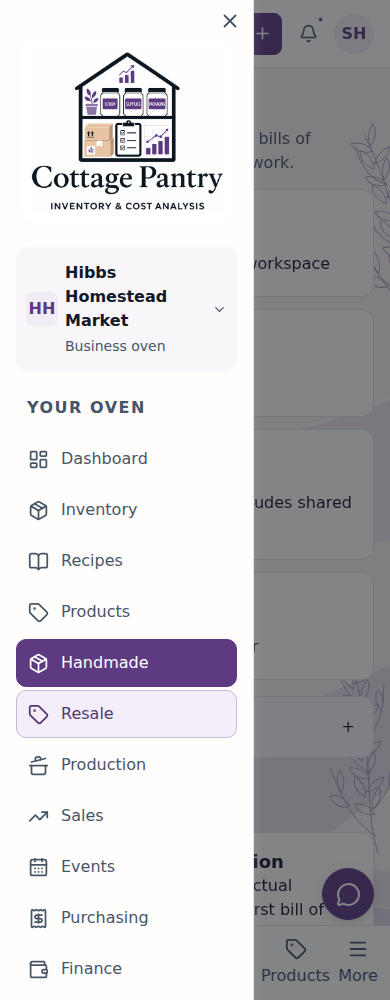 SH
STOCK SUPPLIES PACKAGING
Cottage Pantry
INVENTORY & COST ANALYSIS
HH
Hibbs
Homestead
Market
Business oven
YOUR OVEN
Dashboard
Inventory
Recipes
Products
Handmade
Resale
Production
Sales
Events
Purchasing
Finance
bills of
work.
workspace
udes shared
r
+
ion
ctual
rst bill of
Products
More